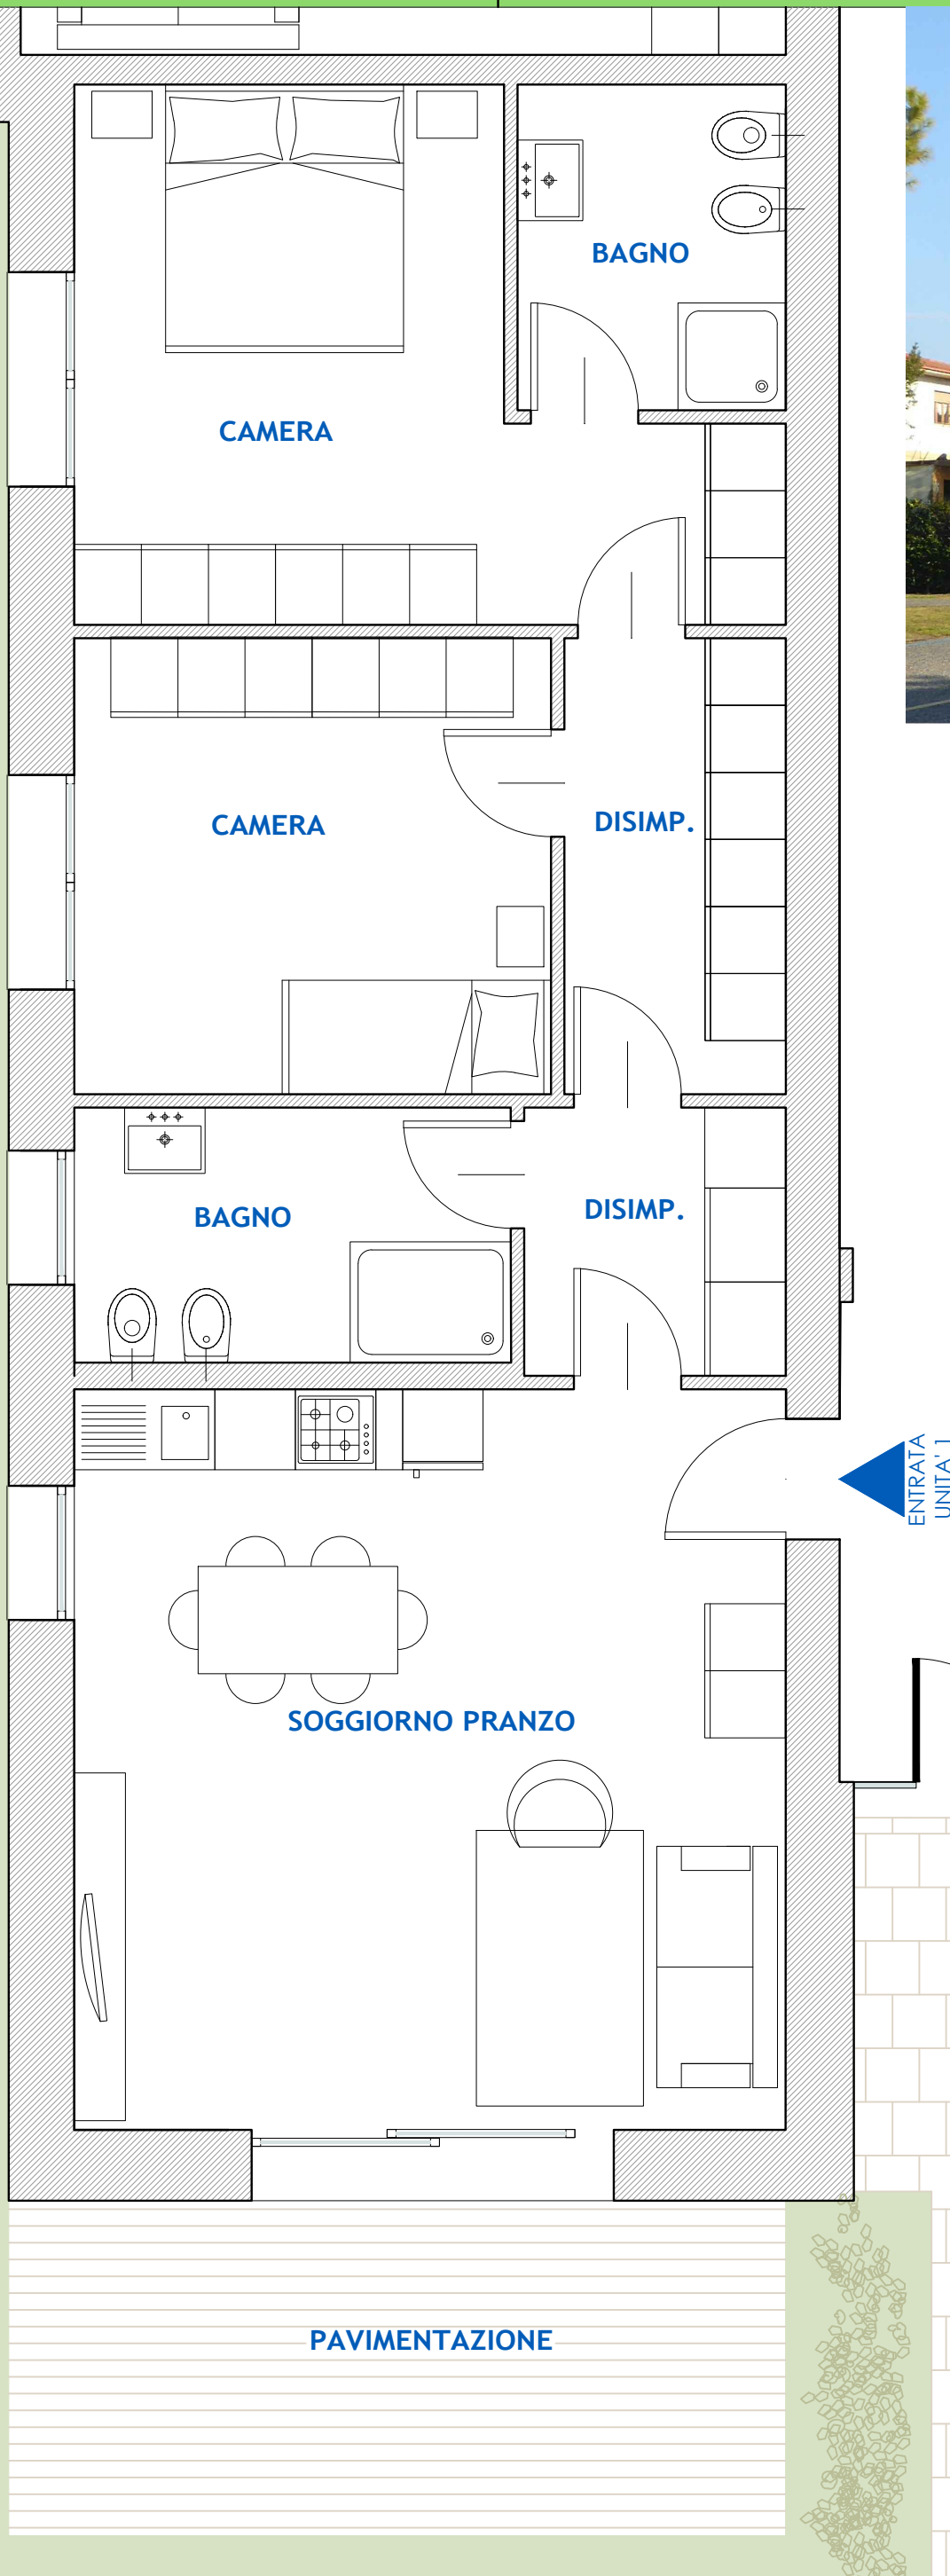 BAGNO
CAMERA
CAMERA
DISIMP.
BAGNO
DISIMP.
ENTRATA
UNITA' 1
SOGGIORNO PRANZO
PAVIMENTAZIONE